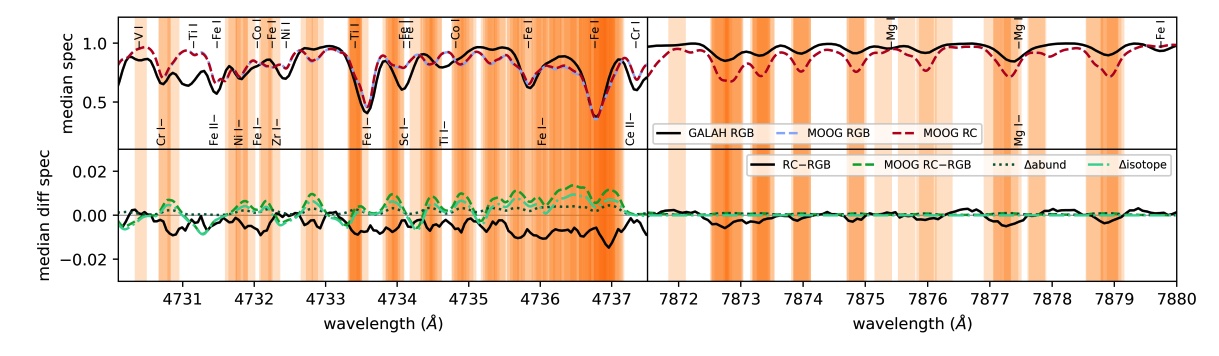 V I−
Ti I −
−Fe I
Co I −
−Fe I
−Ni I
−Ti I
−Fe I
−Fe I
−Co I
−Fe I
−Fe I
−Cr I
−Mg I
−Mg I
Fe I −
median spec
1.0
0.5
Cr I−
Fe II−
Ni I−
Fe I−
Zr I−
Fe I−
Sc I−
Ti I−
Fe I−
Ce II−
Mg I−
GALAH RGB
MOOG RGB
MOOG RC
median diff spec
0.02
0.00
−0.02
RC−RGB
MOOG RC−RGB
Δabund
Δisotope
4731
4732
4733
4734
4735
4736
4737
7872
7873
7874
7875
7876
7877
7878
7879
7880
wavelength (Å)
wavelength (Å)